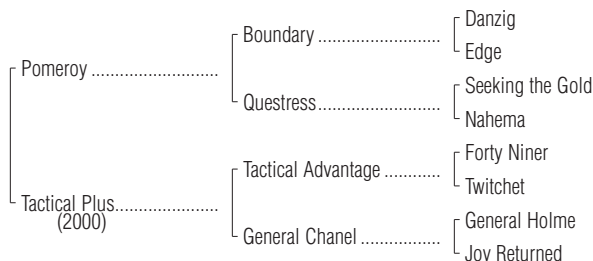 Danzig
Boundary ..........................
Edge
Pomeroy ...........................
Seeking the Gold
Questress..........................
Nahema
Forty Niner
Tactical Advantage ............
Twitchet
Tactical Plus......................
(2000)
General Holme
General Chanel .................
Joy Returned